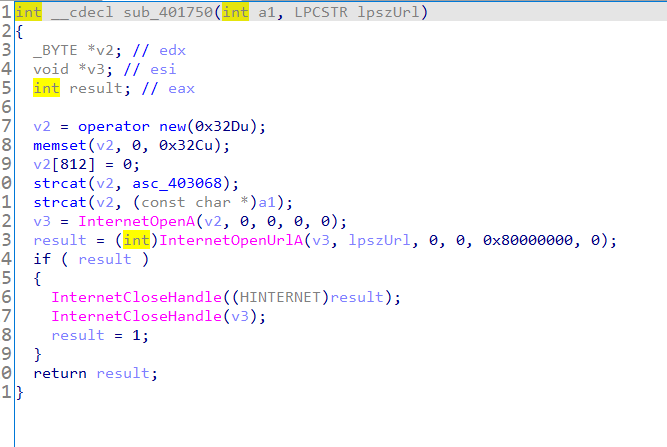 1 int __cdecl sub_401750(int a1, LPCSTR lpszUrl)
2 {
3 _BYTE *v2; // edx
4 void *v3; // esi
5 int result; // eax
6
7 v2 = operator new(0x32Du);
8 memset(v2, 0, 0x32Cu);
9 v2[812] = 0;
0 strcat(v2, asc_403068);
1 strcat(v2, (const char *)a1);
2 v3 = InternetOpenA(v2, 0, 0, 0, 0);
3 result = (int)InternetOpenUrlA(v3, lpszUrl, 0, 0, 0x80000000, 0);
4 if ( result )
5 {
6 InternetCloseHandle((HINTERNET)result);
7 InternetCloseHandle(v3);
8 result = 1;
9 }
0 return result;
1 }